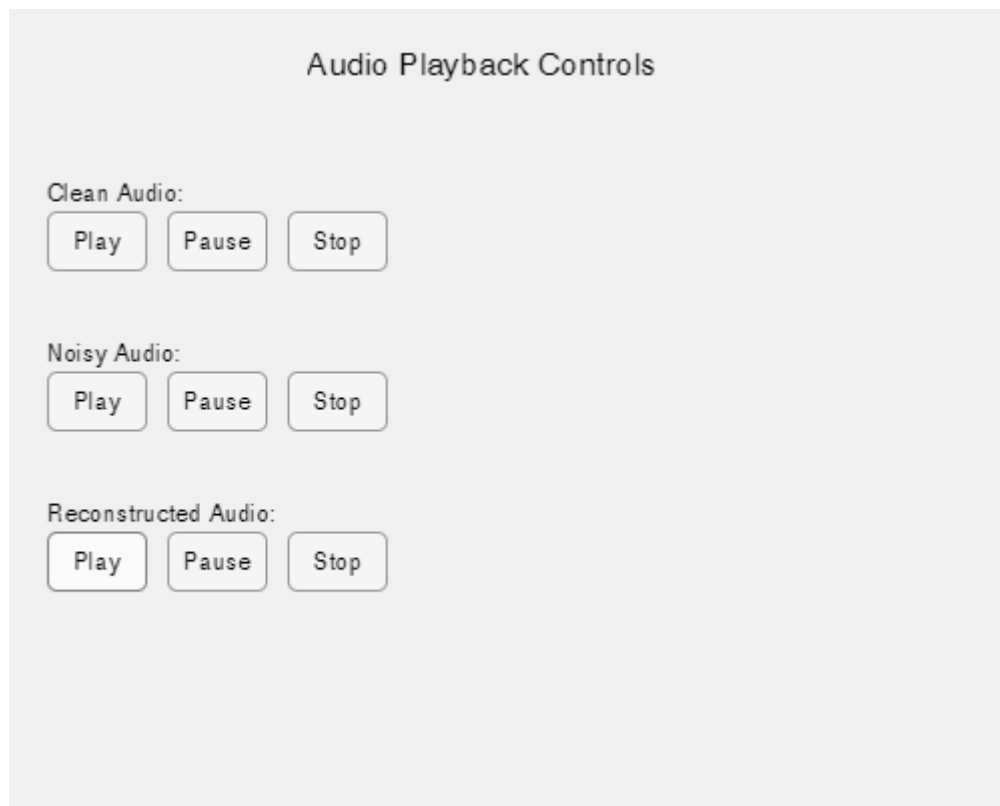 Audio Playback Controls
Clean Audio:
Play Pause Stop
Noisy Audio:
Play Pause Stop
Reconstructed Audio:
Play Pause Stop